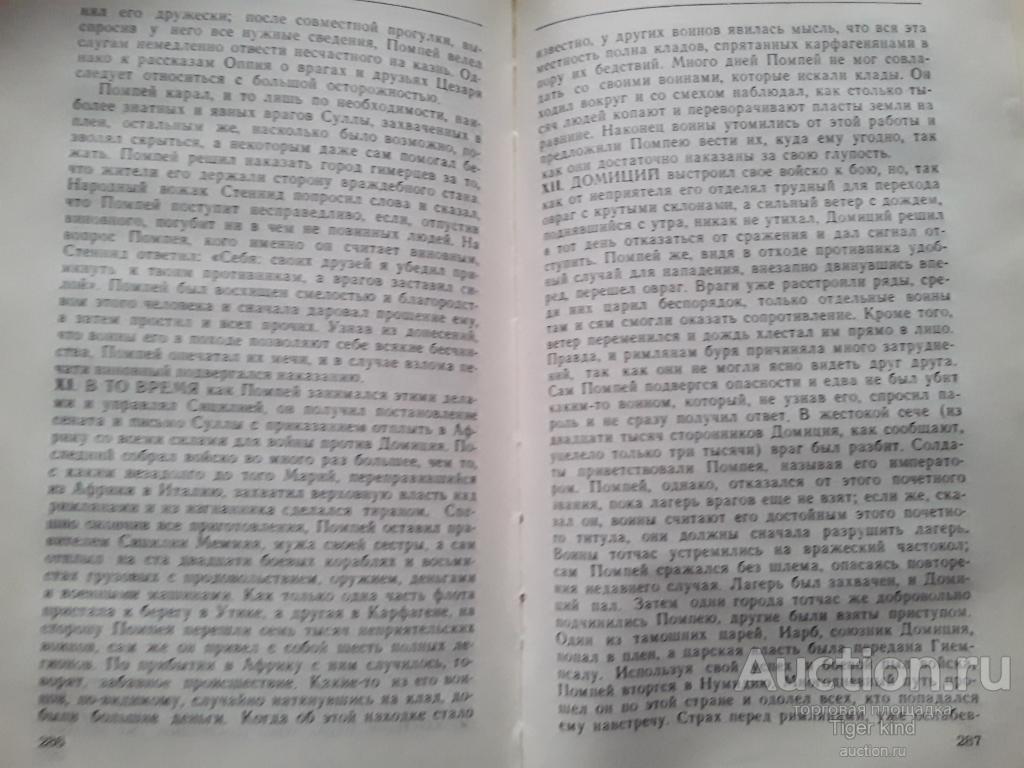 нил его дружески; после совместной прогулки, вы-
спросив у него все нужные сведения, Помпей велел
слугам немедленно отвести несчастного на казнь. Од-
нако к рассказам Оппия о врагах и друзьях Цезаря
следует относиться с большой осторожностью.
Помпей карал, и то лишь по необходимости, наи-
более знатных и явных врагов Суллы, захваченных в
плен, остальным же, насколько было возможно, по-
зволял скрыться, а некоторым даже сам помогал бе-
жать. Помпей решил наказать город гимерцев за то,
что жители его держали сторону враждебного стана.
Народный вожак Стеннид попросил слова и сказал,
что Помпей поступит несправедливо, если, отпустив
виновного, погубит ни в чем не повинных людей. На
вопрос Помпея, кого именно он считает виновным,
Стеннид ответил: «Себя: своих друзей я убедил при-
мкнуть к твоим противникам, а врагов заставил си-
лой». Помпей был восхищен смелостью и благородст-
вом этого человека и сначала даровал прощение ему,
а затем простил и всех прочих. Узнав из донесений,
что воины его в походе позволяют себе всякие бесчин-
ства, Помпей опечатал их мечи, и в случае взлома пе-
чати виновный подвергался наказанию.
XI. В ТО ВРЕМЯ как Помпей занимался этими дела-
ми и управлял Сицилией, он получил постановление
сената и письмо Суллы с приказанием отплыть в Аф-
рику со всеми силами для войны против Домиция. По-
следний собрал войско во много раз большее, чем то,
с каким незадолго до того Марий, переправившийся
из Африки в Италию, захватил верховную власть над
римлянами и из изгнанника сделался тираном. Спе-
шно окончив все приготовления, Помпей оставил пра-
вителем Сицилии Меммия, мужа своей сестры, а сам
отплыл на ста двадцати боевых кораблях и восьми-
стах грузовых с продовольствием, оружием, деньгами
и военными машинами. Как только одна часть флота
пристала к берегу в Утике, а другая в Карфагене, на
сторону Помпея перешли семь тысяч неприятельских
воинов, сам же он привел с собой шесть полных ле-
гионов. По прибытии в Африку с ним случилось, го-
ворят, забавное происшествие. Какие-то из его вои-
нов, по-видимому, случайно наткнувшись на клад, до-
были большие деньги. Когда об этой находке стало
286
известно, у других воинов явилась мысль, что вся эта
местность полна кладов, спрятанных карфагенянами в
пору их бедствий. Много дней Помпей не мог совла-
дать со своими воинами, которые искали клады. Он
ходил вокруг и со смехом наблюдал, как столько ты-
сяч людей копают и переворачивают пласты земли на
равнине. Наконец воины утомились от этой работы и
предложили Помпею вести их, куда ему угодно, так
как они достаточно наказаны за свою глупость.
XII. ДОМИЦИЙ выстроил свое войско к бою, но, так
как от неприятеля его отделял трудный для перехода
овраг с крутыми склонами, а сильный ветер с дождем,
поднявшийся с утра, никак не утихал, Домиций решил
в тот день отказаться от сражения и дал сигнал от-
ступить. Помпей же, видя в отходе противника удоб-
ный случай для нападения, внезапно двинувшись впе-
ред, перешел овраг. Враги уже расстроили ряды, сре-
ди них царил беспорядок, только отдельные воины
там и сям смогли оказать сопротивление. Кроме того,
ветер переменился и дождь хлестал им прямо в лицо.
Правда, и римлянам буря причиняла много затрудне-
ний, так как они не могли ясно видеть друг друга.
Сам Помпей подвергся опасности и едва не был убит
каким-то воином, который, не узнав его, спросил па-
роль и не сразу получил ответ. В жестокой сече (из
двадцати тысяч сторонников Домиция, как сообщают,
уцелело только три тысячи) враг был разбит. Солда-
ты приветствовали Помпея, называя его императо-
ром. Помпей, однако, отказался от этого почетного
звания, пока лагерь врагов еще не взят; если же, ска-
зал он, воины считают его достойным этого почетно-
го титула, они должны сначала разрушить лагерь.
Воины тотчас устремились на вражеский частокол;
сам Помпей сражался без шлема, опасаясь повторе-
ния недавнего случая. Лагерь был захвачен, и Доми-
ций пал. Затем одни города тотчас же добровольно
подчинились Помпею, другие были взяты приступом.
Один из тамошних царей, Иарб, союзник Домиция,
попал в плен, а царская власть была передана Гием-
псалу. Используя свой успех и силу своего войска,
Помпей вторгся в Нумидию. Много дней путь про-
шел он по этой стране и одолел всех, кто попадался
ему навстречу. Страх перед римлянами, уже ослабев-
287
Auction.ru
торговая площадка
Tiger kind
auction.ru